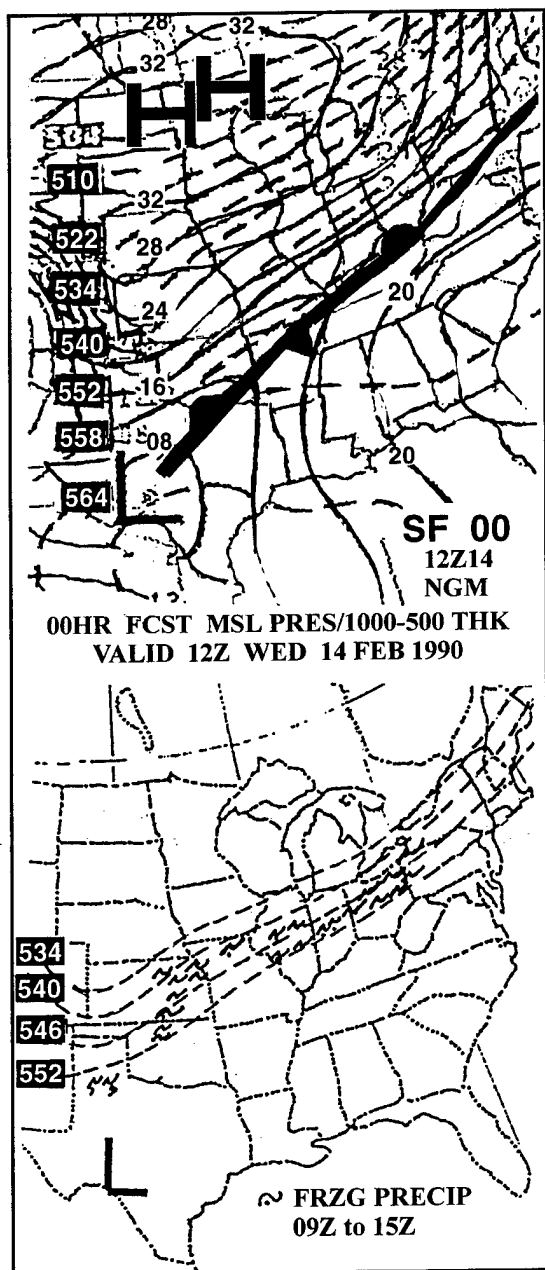 28
32
32
H
H
504
510
32
522
28
534
24
20
540
552
16
558
08
20
564
L
SF 00
12Z14
NGM
00HR FCST MSL PRES/1000-500 THK
VALID 12Z WED 14 FEB 1990
534
540
546
552
L
FRZG PRECIP
09Z to 15Z